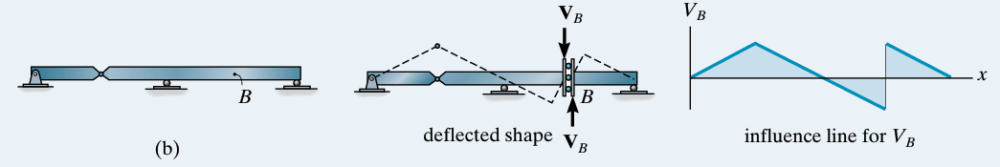 V_B
V_B
B
B
x
deflected shape
V_B
influence line for V_B
(b)